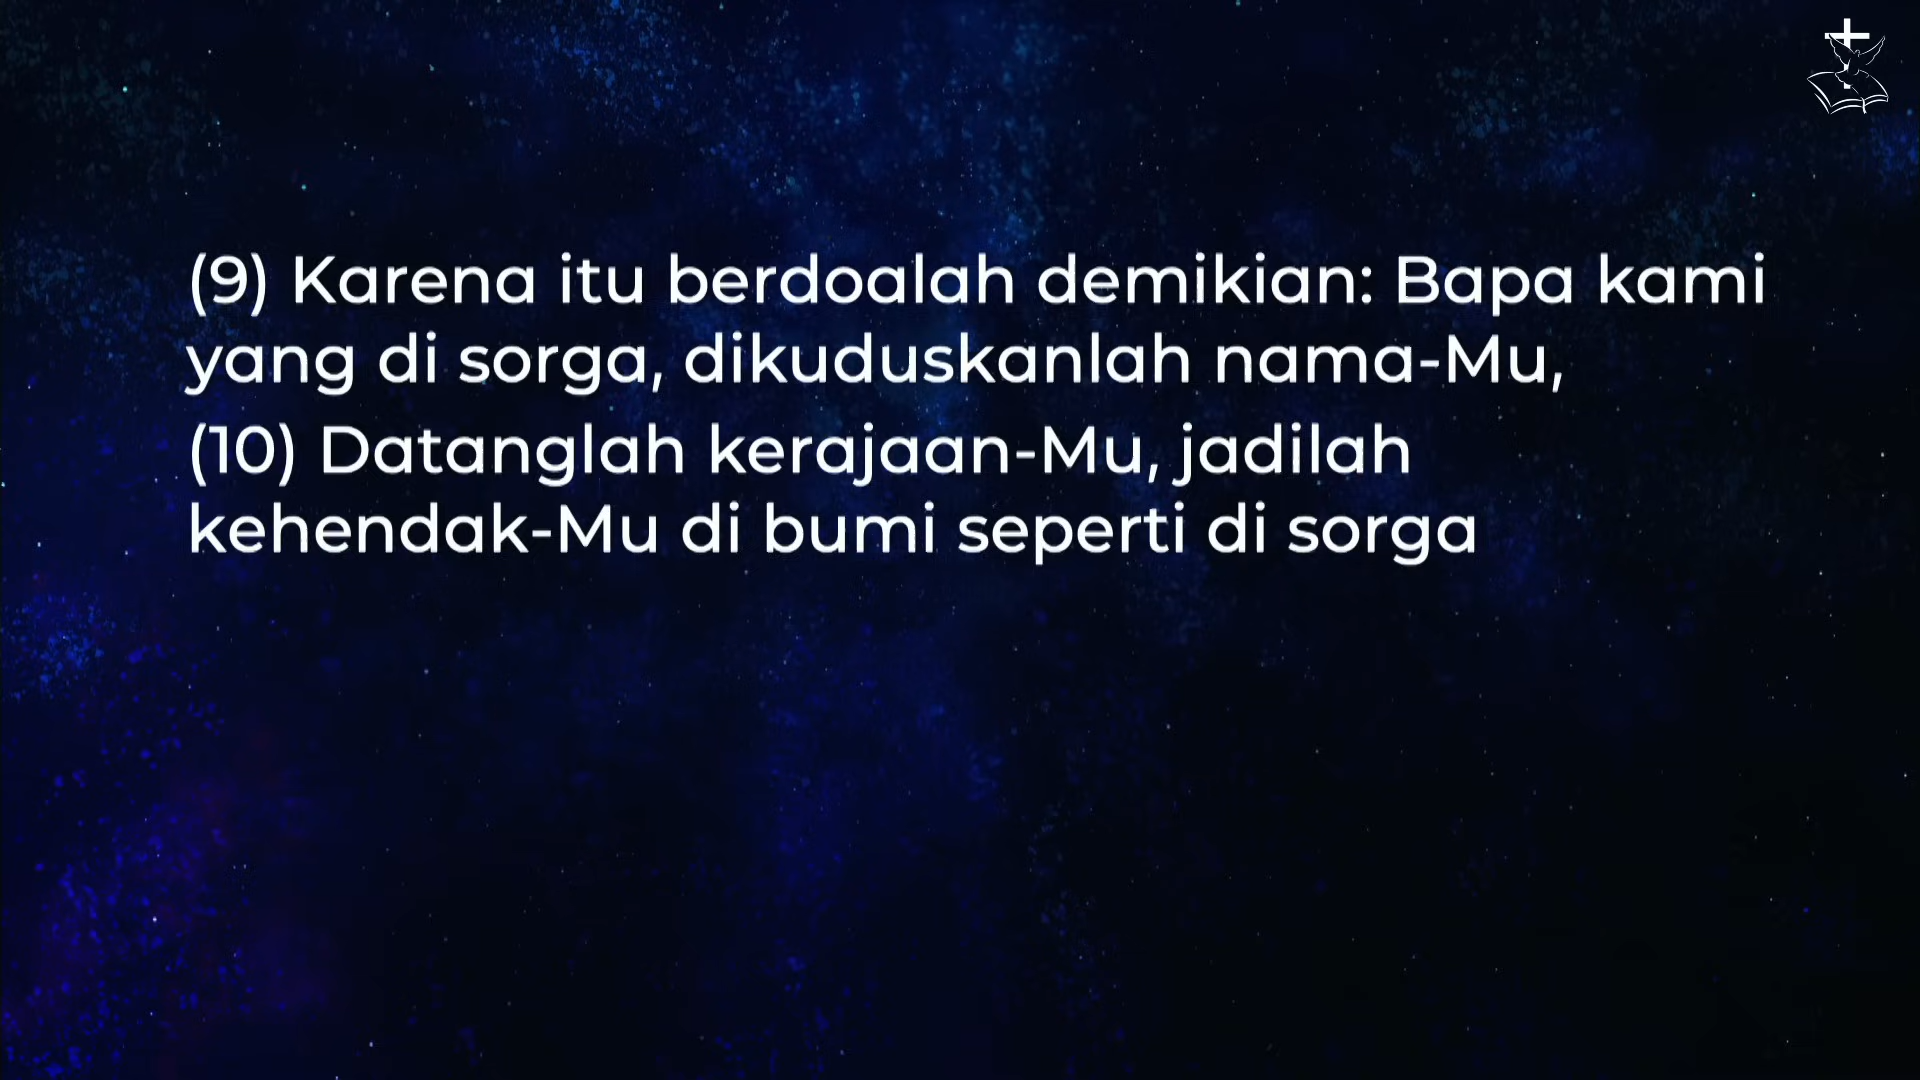 (9) Karena itu berdoalah demikian: Bapa kami
yang di sorga, dikuduskanlah nama-Mu,
(10) Datanglah kerajaan-Mu, jadilah
kehendak-Mu di bumi seperti di sorga